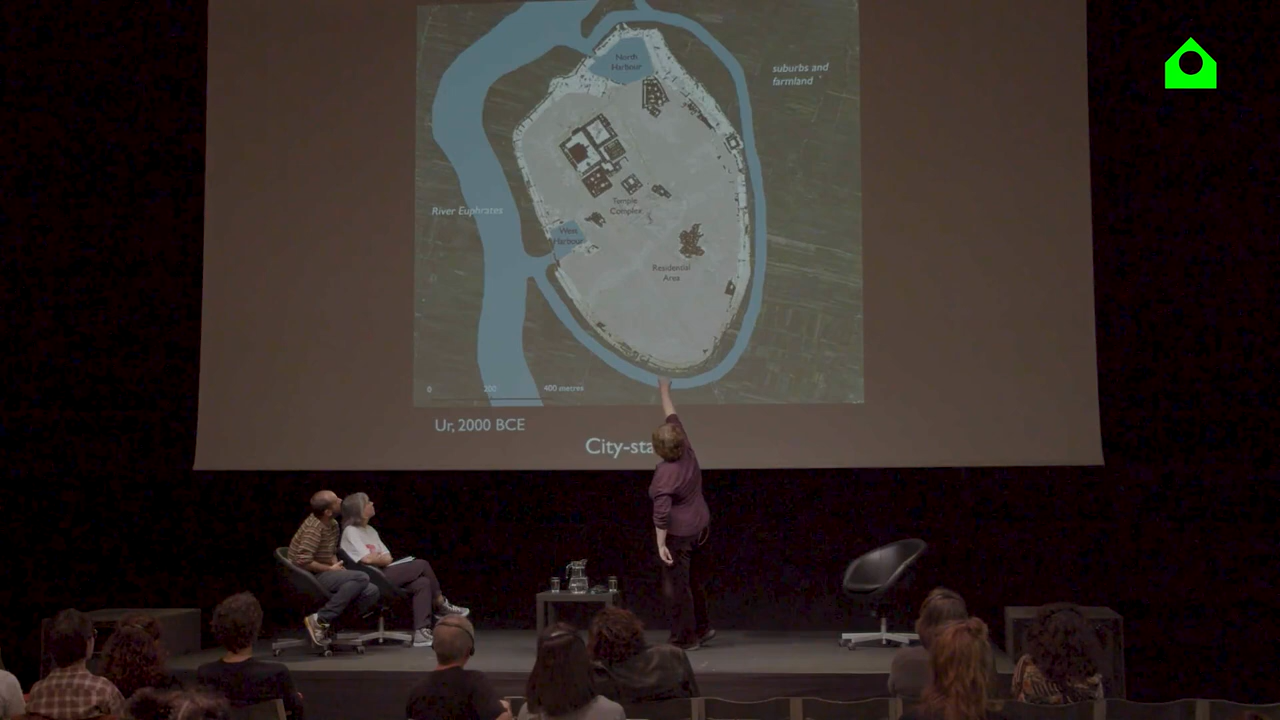 North
Harbour
suburbs and
farmland
Temple
Complex
River Euphrates
West
Harbour
Residential
Area
0 200 400 metres
Ur, 2000 BCE
City-sta